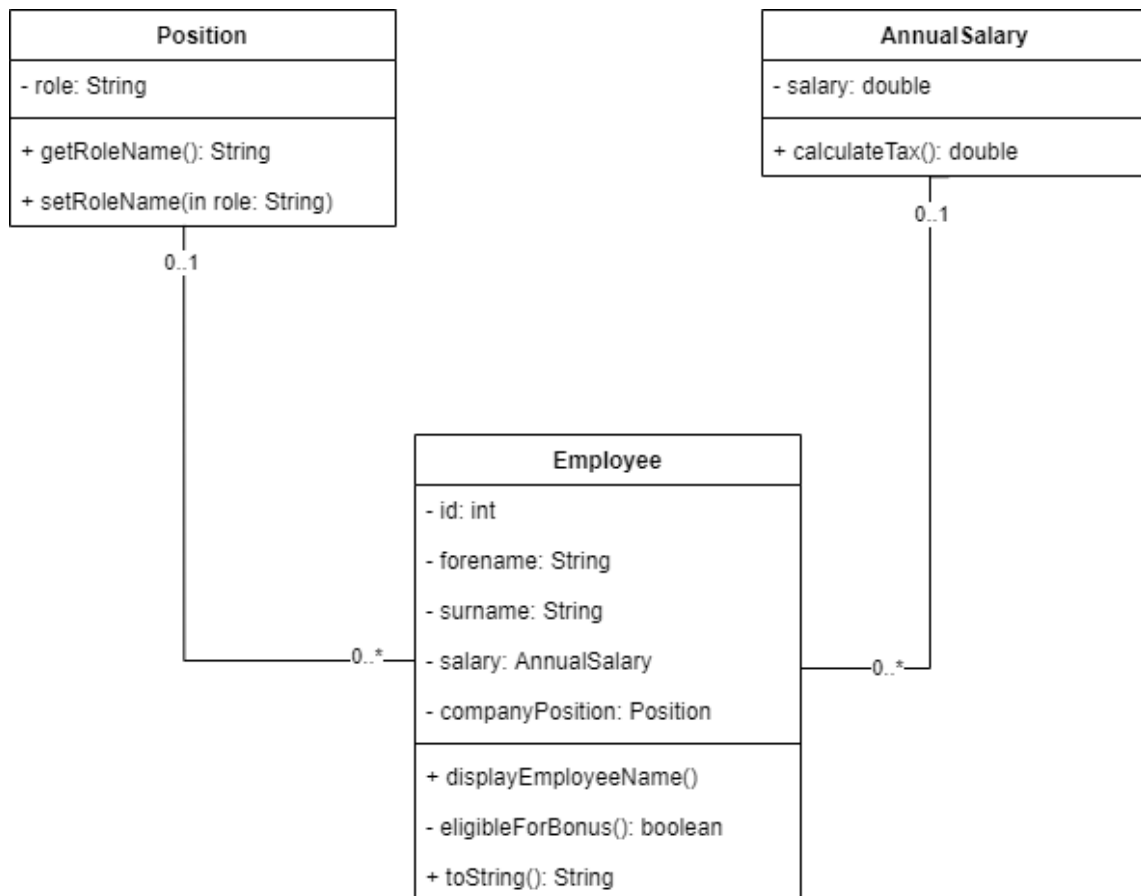 Position
- role: String
+ getRoleName(): String
+ setRoleName(in role: String)
0..1
AnnualSalary
- salary: double
+ calculateTax(): double
0..1
Employee
- id: int
- forename: String
- surname: String
- salary: AnnualSalary
- companyPosition: Position
+ displayEmployeeName()
- eligibleForBonus(): boolean
+ toString(): String
0..*
0..*